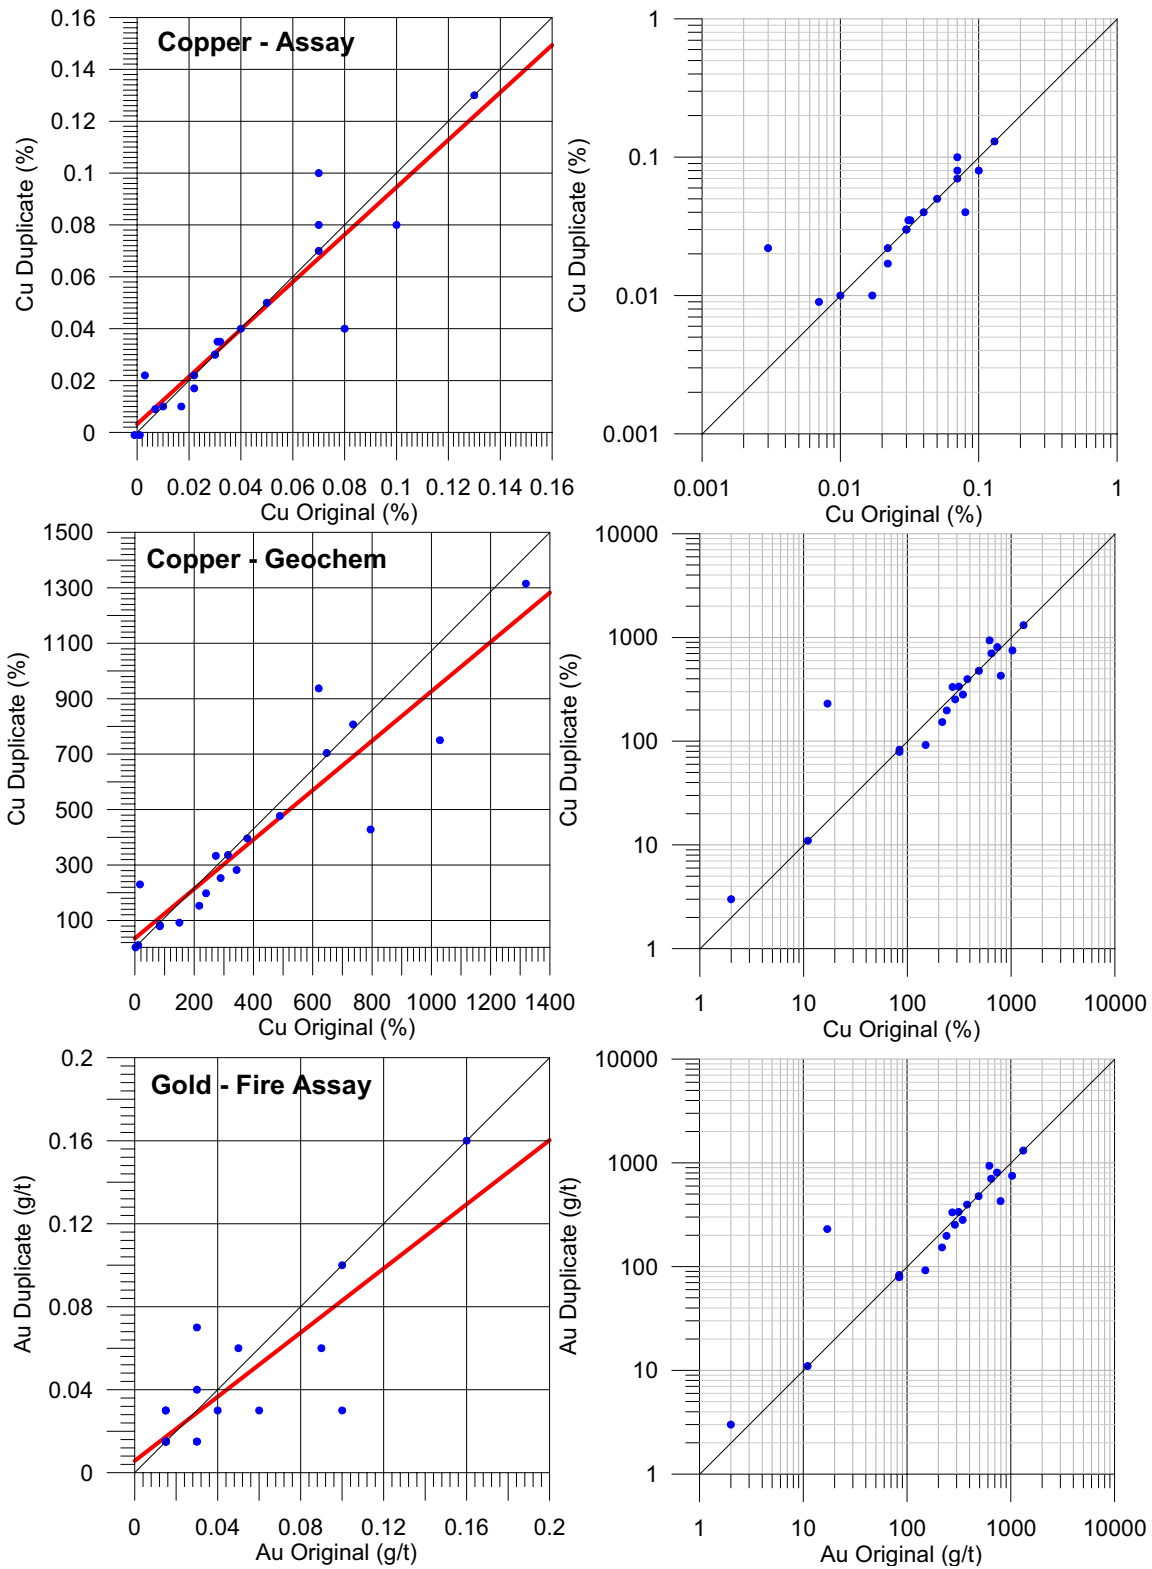 Copper - Assay
0.16
0.14
0.12
0.1
0.08
0.06
0.04
0.02
0
Cu Duplicate (%)
0 0.02 0.04 0.06 0.08 0.1 0.12 0.14 0.16
Cu Original (%)
1
0.1
0.01
0.001
Cu Duplicate (%)
0.001 0.01 0.1 1
Cu Original (%)
Copper - Geochem
1500
1300
1100
900
700
500
300
100
Cu Duplicate (%)
0 200 400 600 800 1000 1200 1400
Cu Original (%)
10000
1000
100
10
1
Cu Duplicate (%)
1 10 100 1000 10000
Cu Original (%)
Gold - Fire Assay
0.2
0.16
0.12
0.08
0.04
0
Au Duplicate (g/t)
0 0.04 0.08 0.12 0.16 0.2
Au Original (g/t)
10000
1000
100
10
1
Au Duplicate (g/t)
1 10 100 1000 10000
Au Original (g/t)